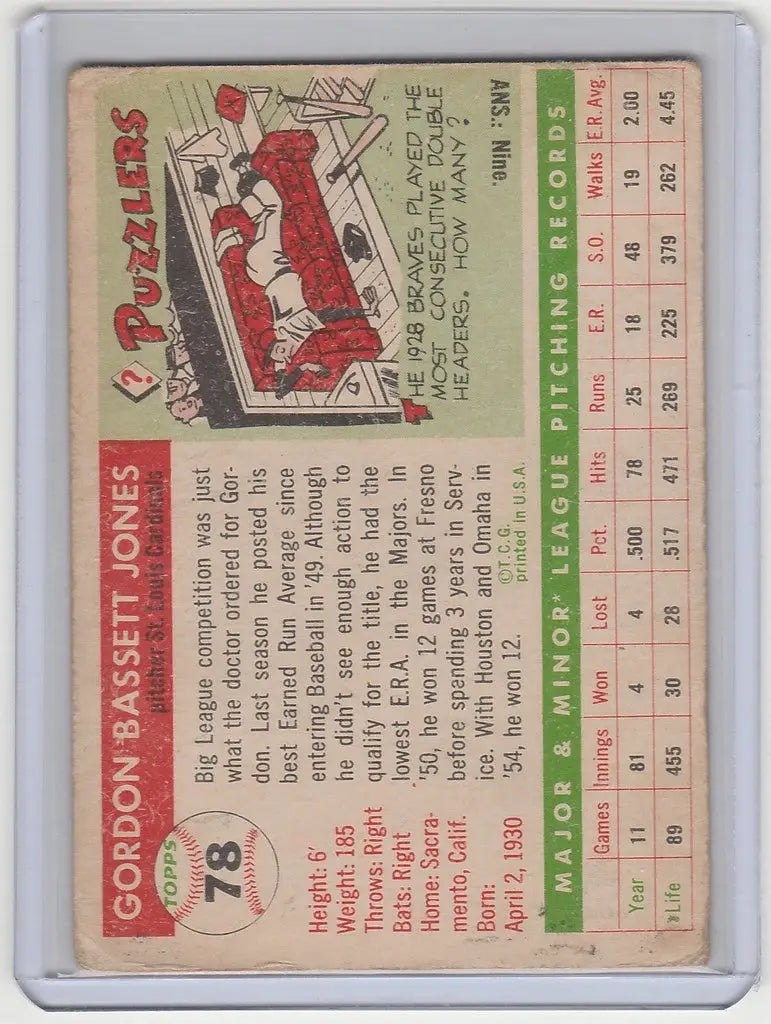 TOPPS
78
GORDON BASSETT JONES
pitcher St. Louis Cardinals
Height: 6'
Weight: 185
Throws: Right
Bats: Right
Home: Sacra-
mento, Calif.
Born:
April 2, 1930
Big League competition was just
what the doctor ordered for Gor-
don. Last season he posted his
best Earned Run Average since
entering Baseball in '49. Although
he didn't see enough action to
qualify for the title, he had the
lowest E.R.A. in the Majors. In
'50, he won 12 games at Fresno
before spending 3 years in Serv-
ice. With Houston and Omaha in
'54, he won 12.
©T.C.G.
printed in U.S.A.
? PUZZLERS
THE 1928 BRAVES PLAYED THE
MOST CONSECUTIVE DOUBLE
HEADERS. HOW MANY?
ANS.: Nine.
MAJOR & MINOR* LEAGUE PITCHING RECORDS
Games Innings Won Lost Pct. Hits Runs E.R. S.O. Walks E.R.Avg.
Year 11 81 4 4 .500 78 25 18 48 19 2.00
Life 89 455 30 28 .517 471 269 225 379 262 4.45